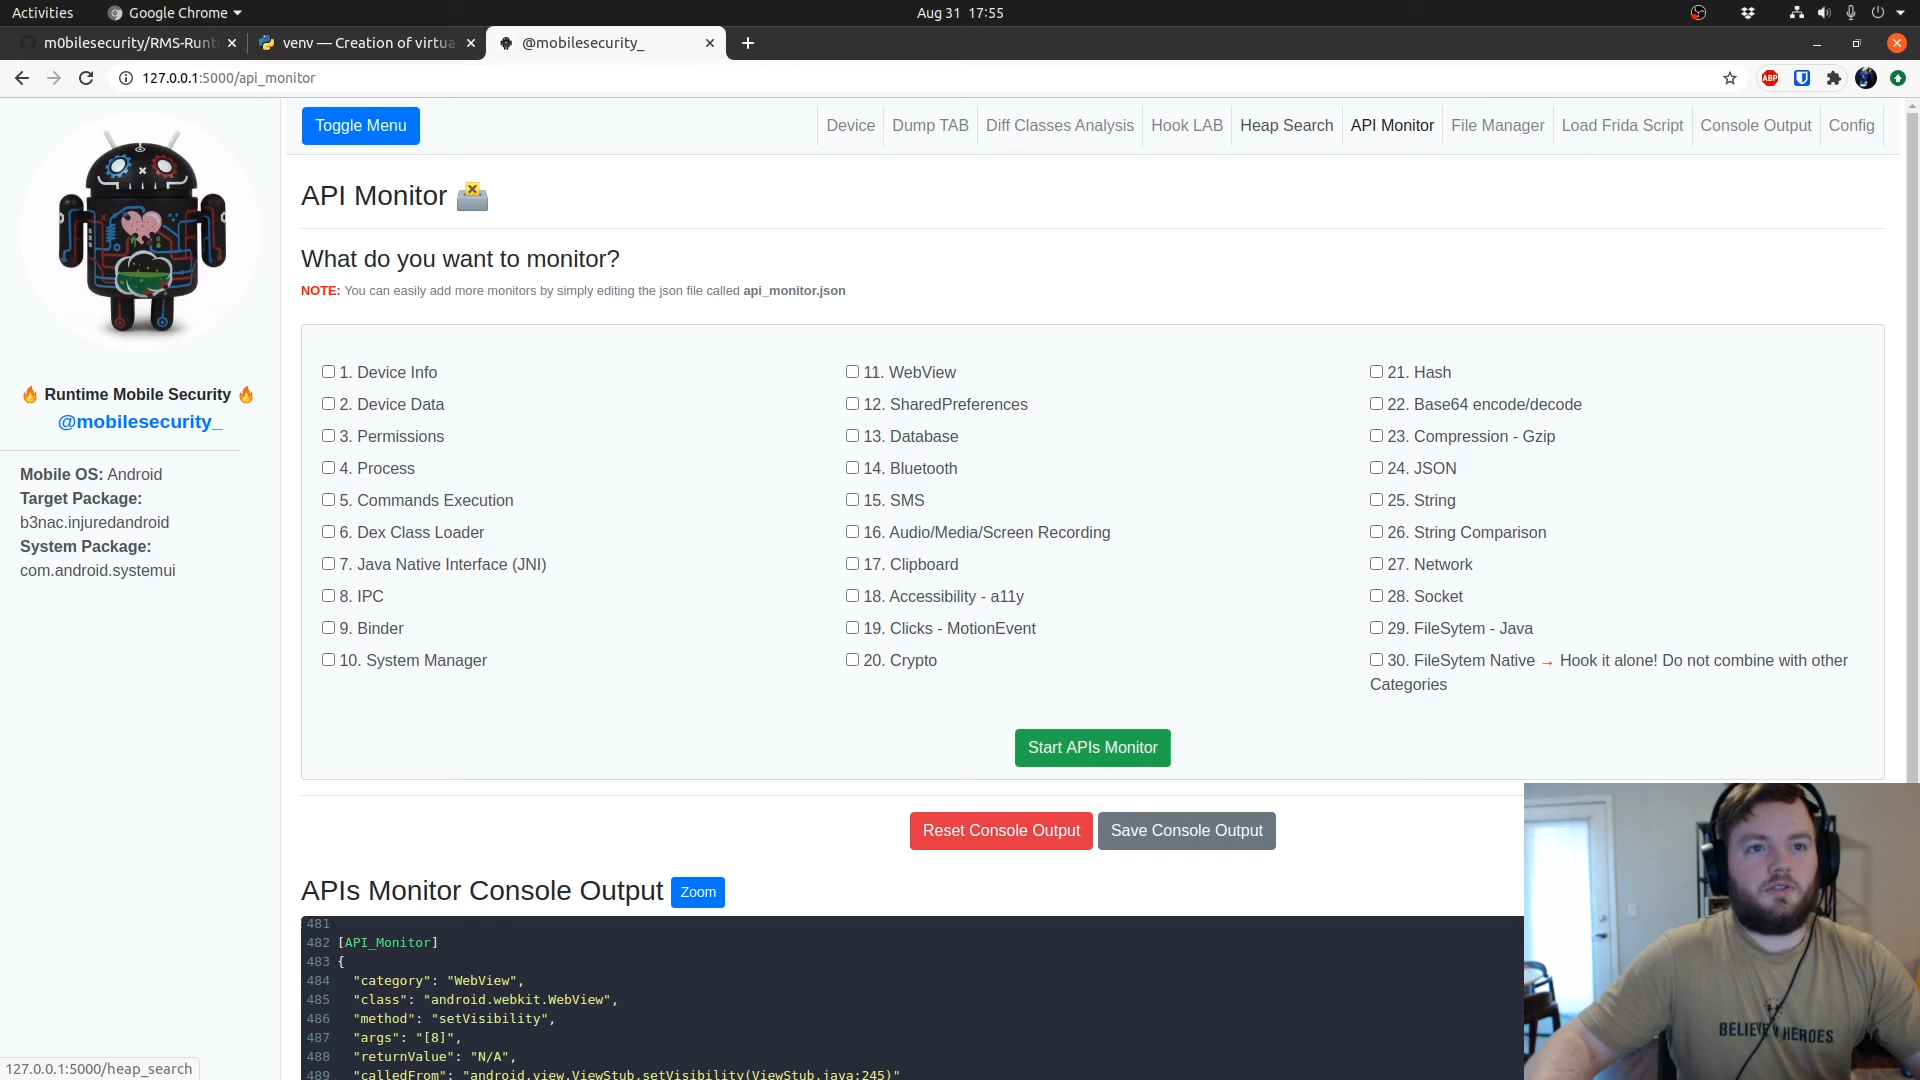 Activities
Google Chrome
Aug 31 17:55
m0bilesecurity/RMS-Runt
venv — Creation of virtua
@mobilesecurity_
127.0.0.1:5000/api_monitor
ABP
Toggle Menu
Device
Dump TAB
Diff Classes Analysis
Hook LAB
Heap Search
API Monitor
File Manager
Load Frida Script
Console Output
Config
🔥 Runtime Mobile Security 🔥
@mobilesecurity_
Mobile OS: Android
Target Package:
b3nac.injuredandroid
System Package:
com.android.systemui
API Monitor
What do you want to monitor?
NOTE: You can easily add more monitors by simply editing the json file called api_monitor.json
1. Device Info
2. Device Data
3. Permissions
4. Process
5. Commands Execution
6. Dex Class Loader
7. Java Native Interface (JNI)
8. IPC
9. Binder
10. System Manager
11. WebView
12. SharedPreferences
13. Database
14. Bluetooth
15. SMS
16. Audio/Media/Screen Recording
17. Clipboard
18. Accessibility - a11y
19. Clicks - MotionEvent
20. Crypto
21. Hash
22. Base64 encode/decode
23. Compression - Gzip
24. JSON
25. String
26. String Comparison
27. Network
28. Socket
29. FileSytem - Java
30. FileSytem Native → Hook it alone! Do not combine with other
Categories
Start APIs Monitor
Reset Console Output
Save Console Output
APIs Monitor Console Output
Zoom
481
482 [API_Monitor]
483 {
484 "category": "WebView",
485 "class": "android.webkit.WebView",
486 "method": "setVisibility",
487 "args": "[8]",
488 "returnValue": "N/A",
489 "calledFrom": "android.view.ViewStub.setVisibility(ViewStub.java:245)"
127.0.0.1:5000/heap_search
BELIEVE HEROES